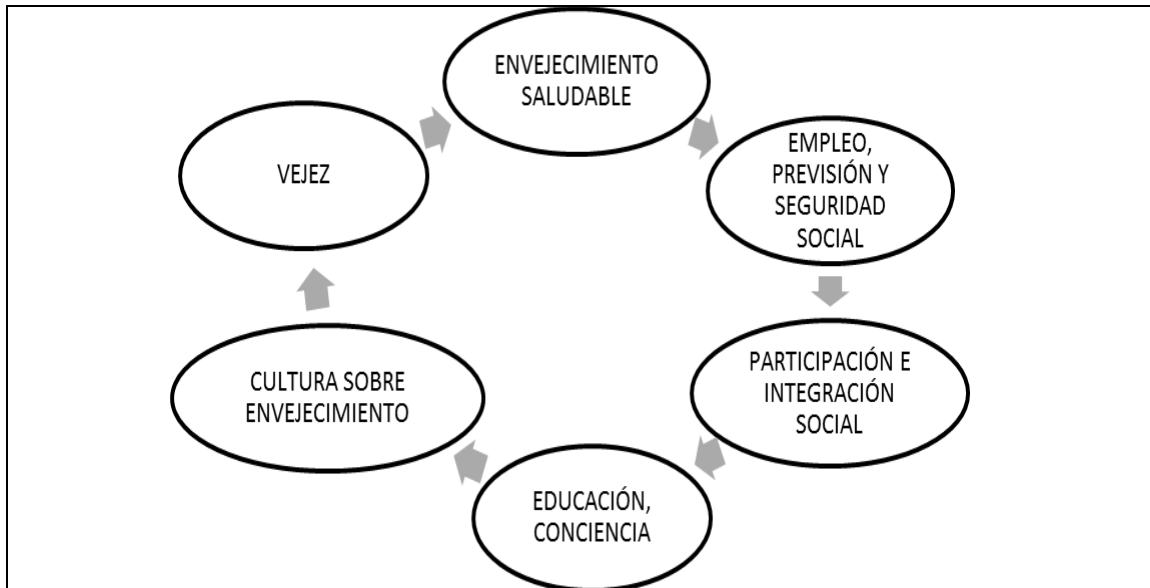 ENVEJECIMIENTO
SALUDABLE
EMPLEO,
PREVISIÓN Y
SEGURIDAD
SOCIAL
PARTICIPACIÓN E
INTEGRACIÓN
SOCIAL
EDUCACIÓN,
CONCIENCIA
CULTURA SOBRE
ENVEJECIMIENTO
VEJEZ